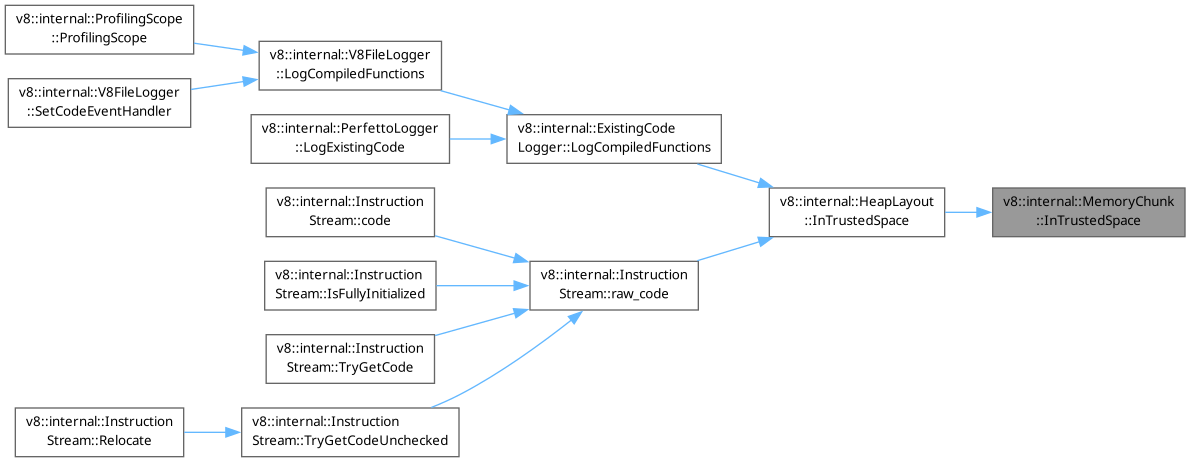 v8::internal::ProfilingScope
::ProfilingScope
v8::internal::V8FileLogger
::SetCodeEventHandler
v8::internal::V8FileLogger
::LogCompiledFunctions
v8::internal::PerfettoLogger
::LogExistingCode
v8::internal::ExistingCode
Logger::LogCompiledFunctions
v8::internal::Instruction
Stream::code
v8::internal::HeapLayout
::InTrustedSpace
v8::internal::MemoryChunk
::InTrustedSpace
v8::internal::Instruction
Stream::IsFullyInitialized
v8::internal::Instruction
Stream::raw_code
v8::internal::Instruction
Stream::TryGetCode
v8::internal::Instruction
Stream::Relocate
v8::internal::Instruction
Stream::TryGetCodeUnchecked